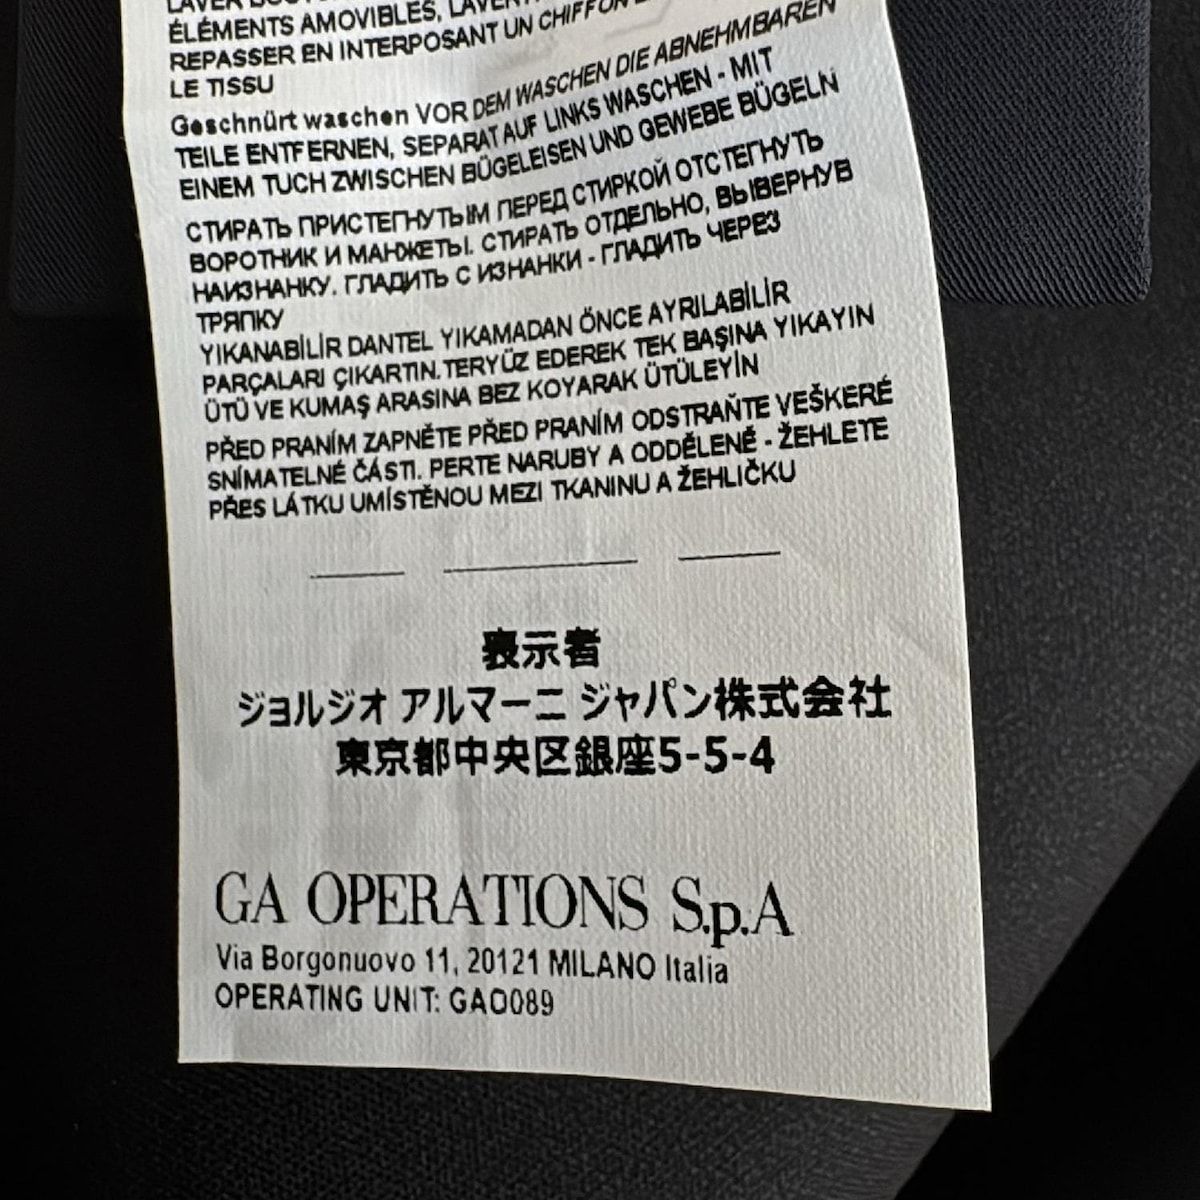 ÉLÉMENTS AMOVIBLES,
REPASSER EN INTERPOSANT UN CHIFFON
LE TISSU
Geschnürt waschen VOR DEM WASCHEN DIE ABNEHMBAREN
TEILE ENTFERNEN, SEPARAT AUF LINKS WASCHEN - MIT
EINEM TUCH ZWISCHEN BÜGELEISEN UND GEWEBE BÜGELN
СТИРАТЬ ПРИСТЕГНУТЫМ ПЕРЕД СТИРКОЙ ОТСТЕГНУТЬ
ВОРОТНИК И МАНЖЕТЫ. СТИРАТЬ ОТДЕЛЬНО, ВЫВЕРНУВ
НАИЗНАНКУ. ГЛАДИТЬ С ИЗНАНКИ - ГЛАДИТЬ ЧЕРЕЗ
ТРЯПКУ
YIKANABİLİR DANTEL YIKAMADAN ÖNCE AYRILABİLİR
PARÇALARI ÇIKARTIN. TERYÜZ EDEREK TEK BAŞINA YIKAYIN
ÜTÜ VE KUMAŞ ARASINA BEZ KOYARAK ÜTÜLEYİN
PŘED PRANÍM ZAPNĚTE PŘED PRANÍM ODSTRAŇTE VEŠKERÉ
SNÍMATELNÉ ČÁSTI. PERTE NARUBY A ODDĚLENĚ - ŽEHLETE
PŘES LÁTKU UMÍSTĚNOU MEZI TKANINU A ŽEHLIČKU
表示者
ジョルジオ アルマーニ ジャパン株式会社
東京都中央区銀座5-5-4
GA OPERATIONS S.p.A
Via Borgonuovo 11, 20121 MILANO Italia
OPERATING UNIT: GAO089